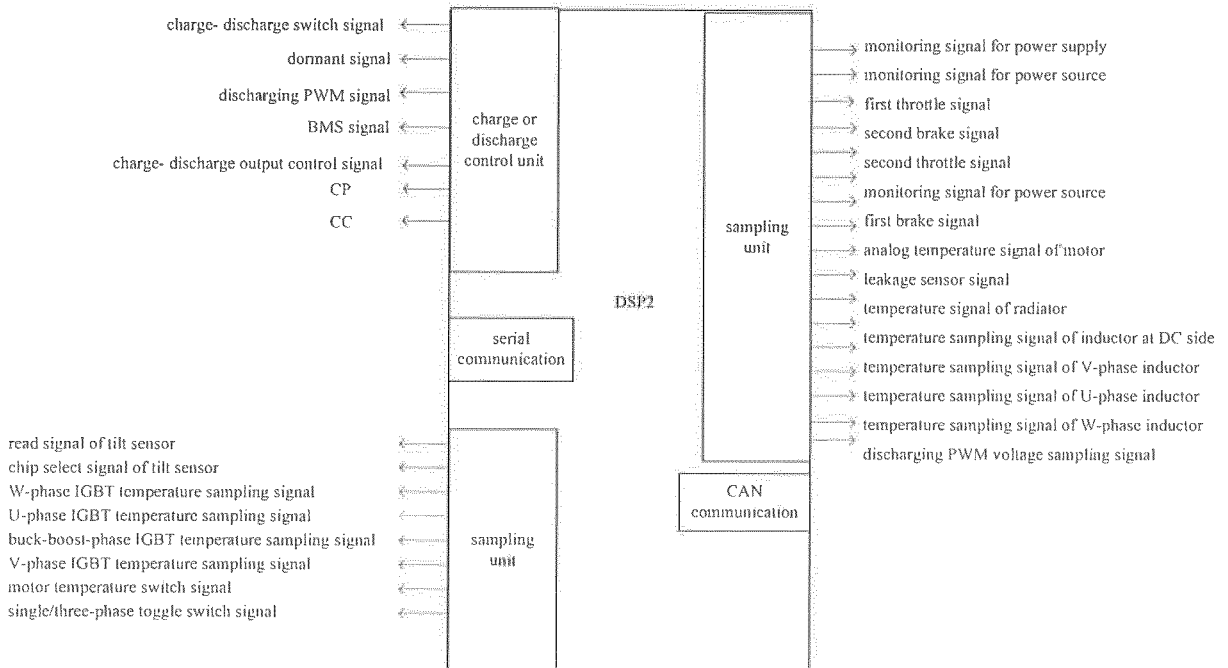 charge- discharge switch signal
dormant signal
discharging PWM signal
BMS signal
charge- discharge output control signal
CP
CC
charge or
discharge
control unit
serial
communication
read signal of tilt sensor
chip select signal of tilt sensor
W-phase IGBT temperature sampling signal
U-phase IGBT temperature sampling signal
buck-boost-phase IGBT temperature sampling signal
V-phase IGBT temperature sampling signal
motor temperature switch signal
single/three-phase toggle switch signal
sampling
unit
DSP2
sampling
unit
CAN
communication
monitoring signal for power supply
monitoring signal for power source
first throttle signal
second brake signal
second throttle signal
monitoring signal for power source
first brake signal
analog temperature signal of motor
leakage sensor signal
temperature signal of radiator
temperature sampling signal of inductor at DC side
temperature sampling signal of V-phase inductor
temperature sampling signal of U-phase inductor
temperature sampling signal of W-phase inductor
discharging PWM voltage sampling signal